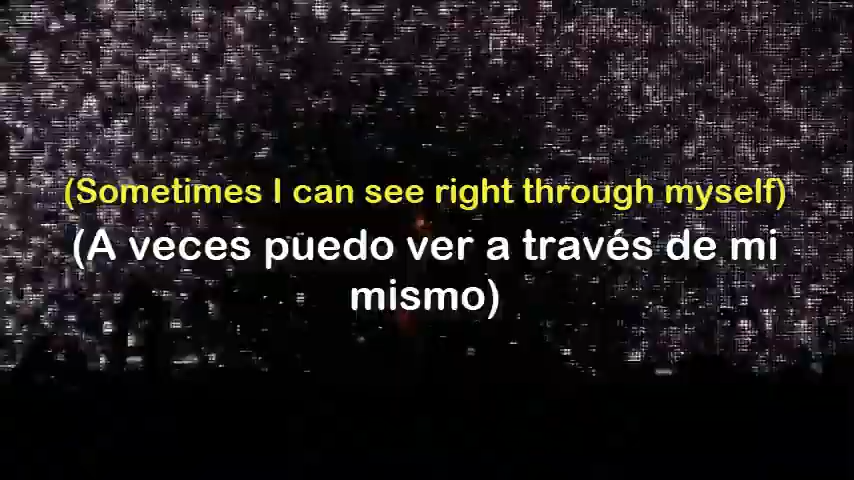 (Sometimes I can see right through myself)
(A veces puedo ver a través de mi
mismo)